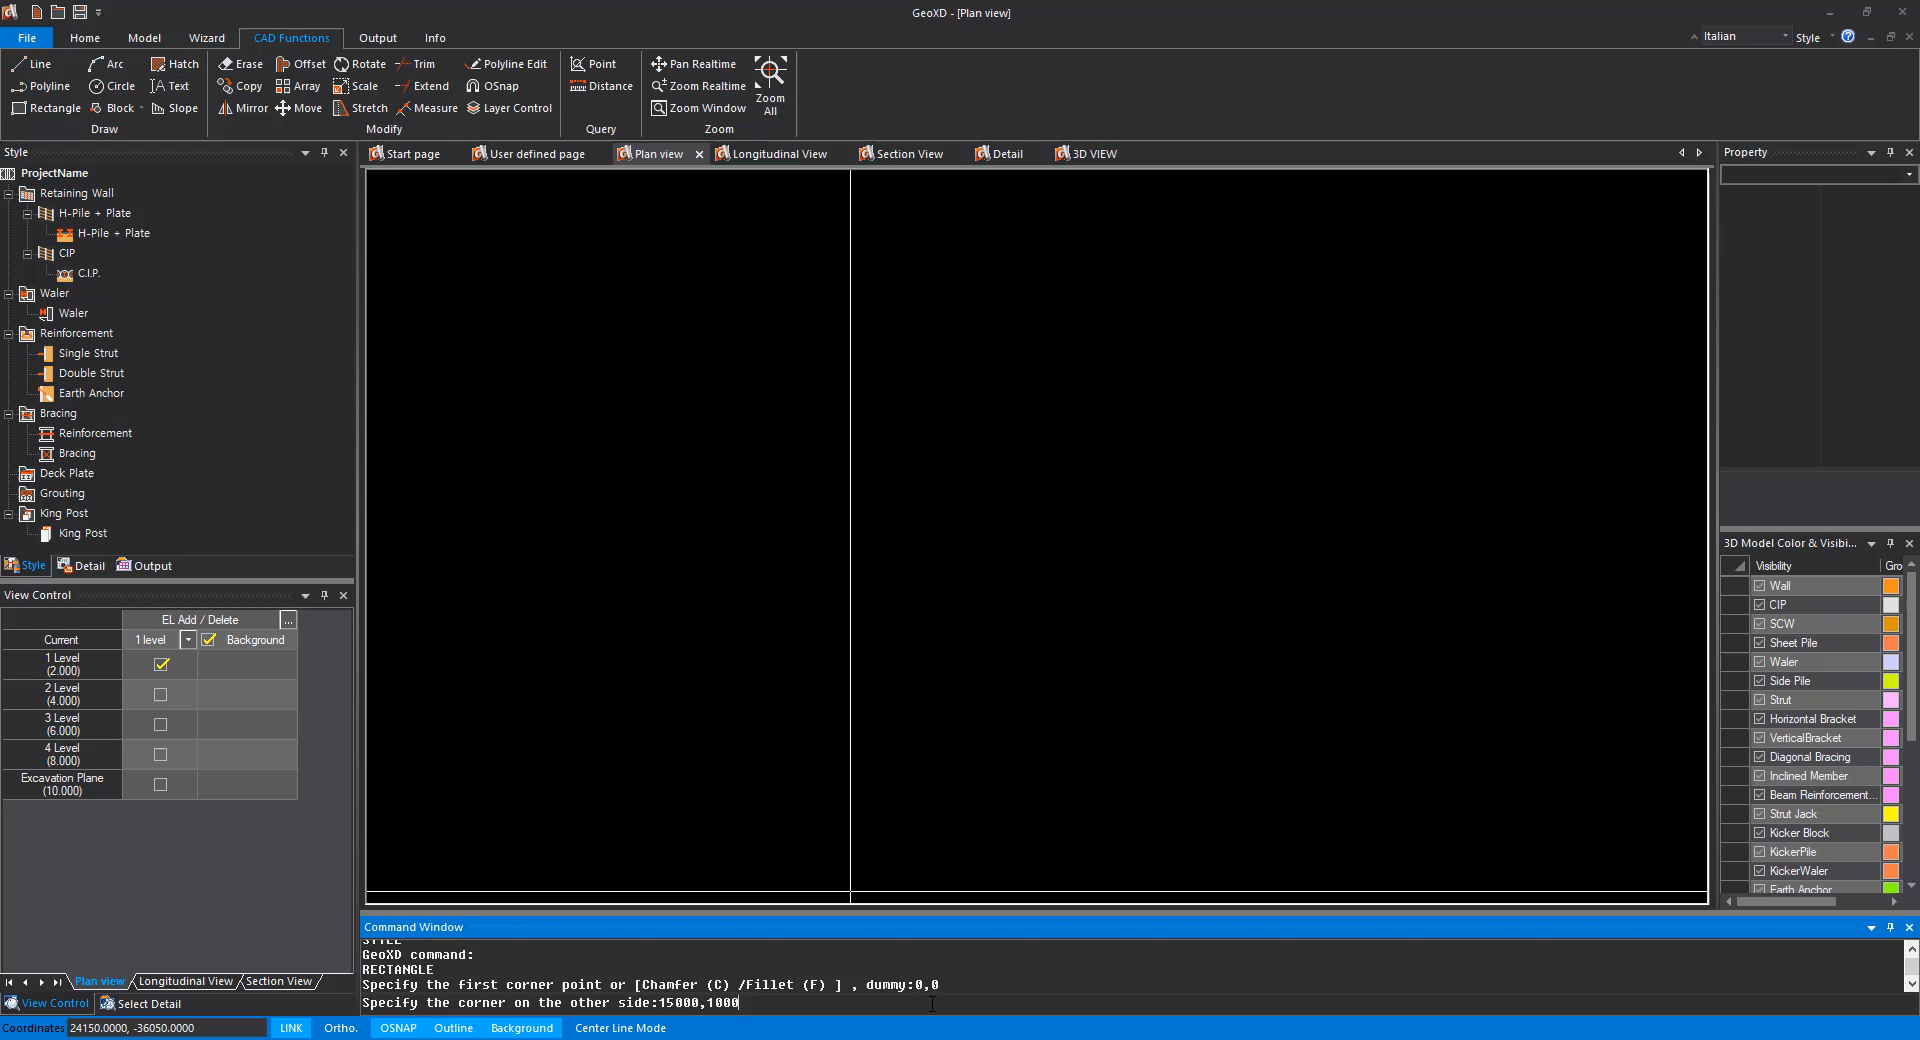 GeoXD - [Plan view]
File Home Model Wizard CAD Functions Output Info
Italian Style
Line Arc Hatch Erase Offset Rotate Trim Polyline Edit Point Pan Realtime
Polyline Circle Text Copy Array Scale Extend OSnap Distance Zoom Realtime
Rectangle Block Slope Mirror Move Stretch Measure Layer Control Zoom Window
Zoom All
Draw Modify Query Zoom
Style
Start page User defined page Plan view Longitudinal View Section View Detail 3D VIEW
Property
ProjectName
Retaining Wall
H-Pile + Plate
H-Pile + Plate
CIP
C.I.P.
Waler
Waler
Reinforcement
Single Strut
Double Strut
Earth Anchor
Bracing
Reinforcement
Bracing
Deck Plate
Grouting
King Post
King Post
Style Detail Output
View Control
EL Add / Delete ...
Current 1 level Background
1 Level
(2.000)
2 Level
(4.000)
3 Level
(6.000)
4 Level
(8.000)
Excavation Plane
(10.000)
Plan view Longitudinal View Section View
View Control Select Detail
3D Model Color & Visibi...
Visibility Gro
Wall
CIP
SCW
Sheet Pile
Waler
Side Pile
Strut
Horizontal Bracket
VerticalBracket
Diagonal Bracing
Inclined Member
Beam Reinforcement...
Strut Jack
Kicker Block
KickerPile
KickerWaler
Earth Anchor
Command Window
STYLE
GeoXD command:
RECTANGLE
Specify the first corner point or [Chamfer (C) /Fillet (F) ] , dummy:0,0
Specify the corner on the other side:15000,1000
Coordinates 24150.0000, -36050.0000 LINK Ortho. OSNAP Outline Background Center Line Mode